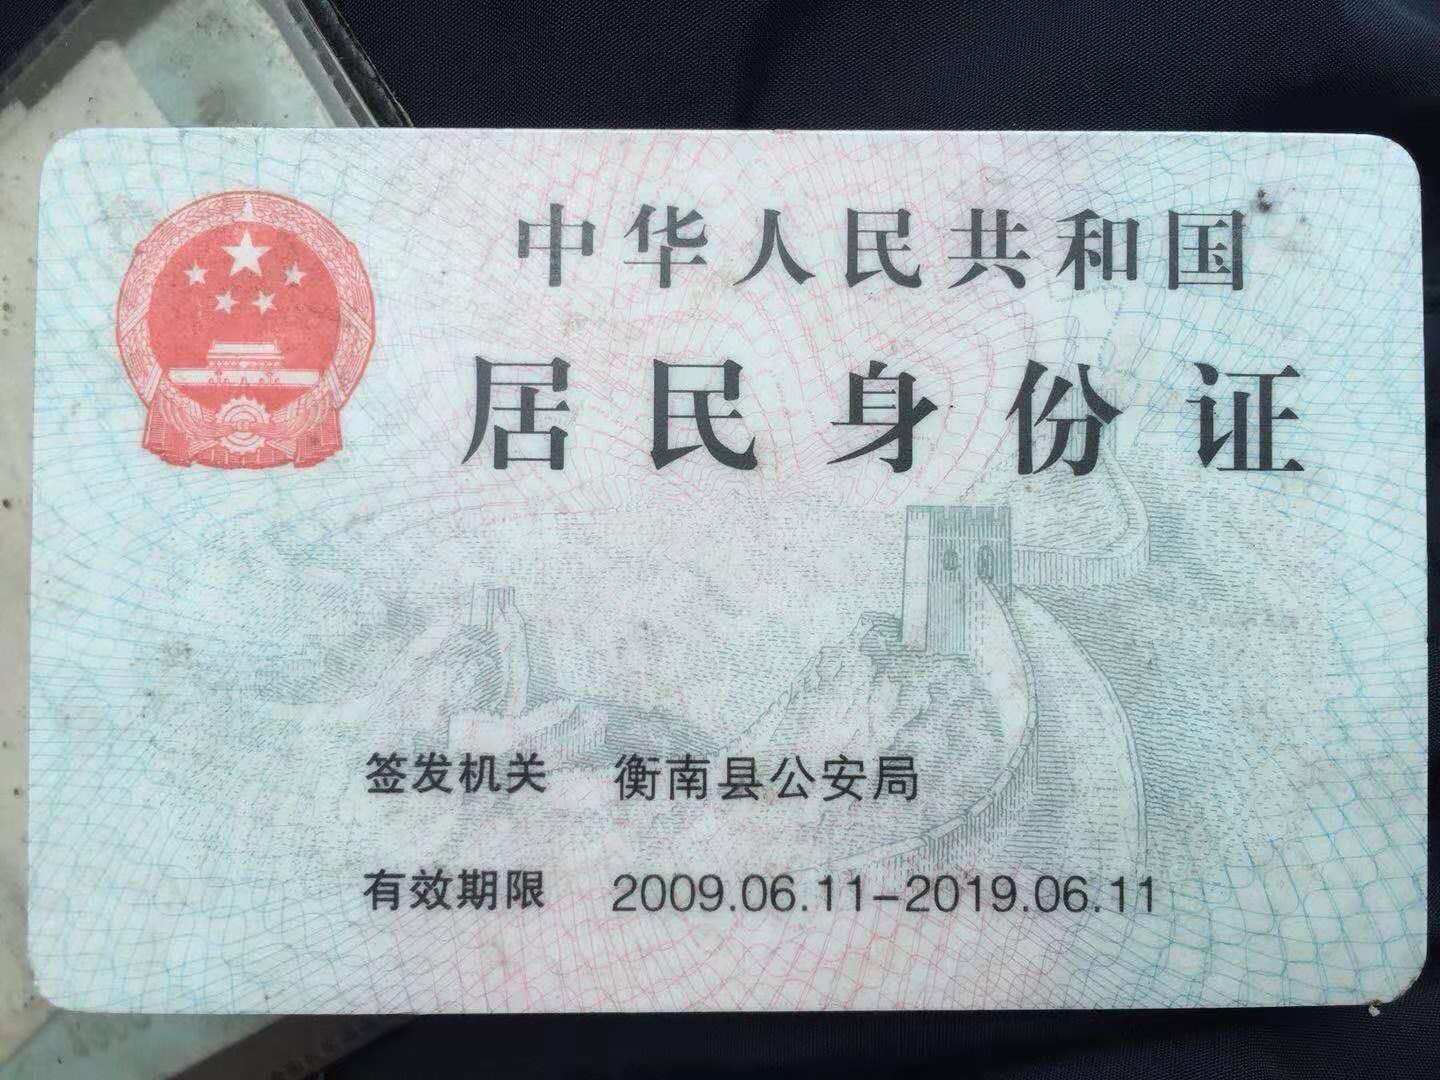 中华人民共和国
居民身份证
签发机关 衡南县公安局
有效期限 2009.06.11-2019.06.11